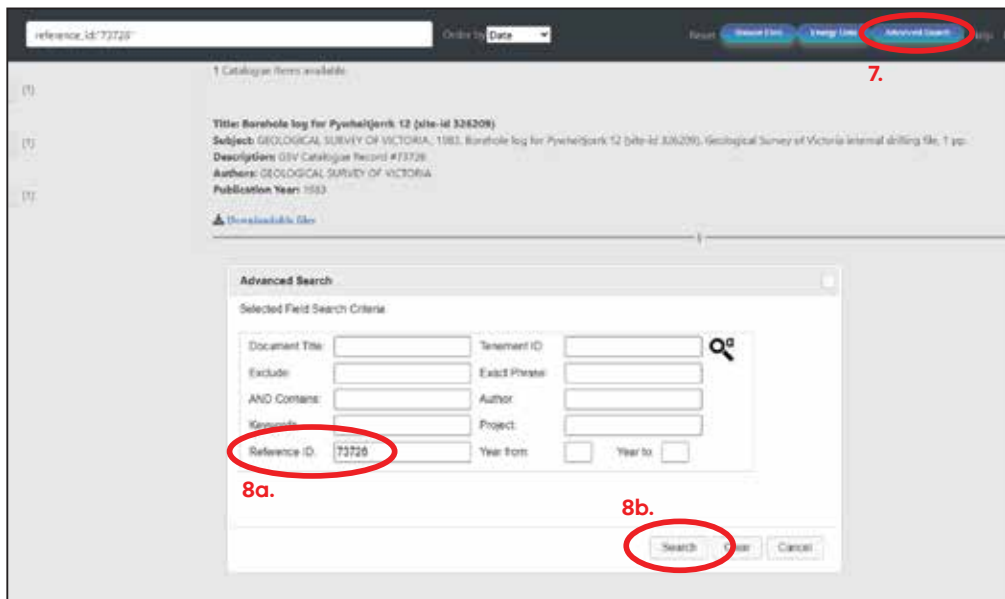 reference_id:"73726"
Order by Date
Reset Advanced Search Help
7.
1 Catalogue Items available
(1)
Title: Borehole log for Pywheitjorrk 12 (site-id 326209)
(1)
Subject: GEOLOGICAL SURVEY OF VICTORIA, 1983. Borehole log for Pywheitjorrk 12 (site-id 326209). Geological Survey of Victoria internal drilling file, 1 pp.
Description: GSV Catalogue Record #73726
Authors: GEOLOGICAL SURVEY OF VICTORIA
Publication Year: 1983
(1)
Downloadable files
Advanced Search
Selected Field Search Criteria
Document Title: Tenement ID:
Exclude: Exact Phrase:
AND Contains: Author:
Keywords: Project:
Reference ID: 73726 Year from: Year to:
8a.
8b.
Search Clear Cancel